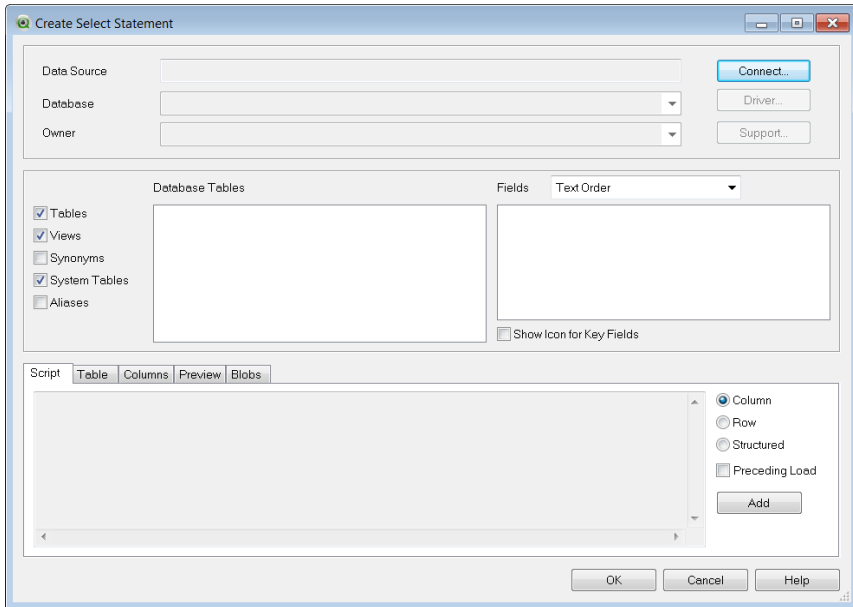 Create Select Statement
Data Source
Connect...
Database
Driver...
Owner
Support...
Database Tables
Fields
Text Order
Tables
Views
Synonyms
System Tables
Aliases
Show Icon for Key Fields
Script Table Columns Preview Blobs
Column
Row
Structured
Preceding Load
Add
OK Cancel Help